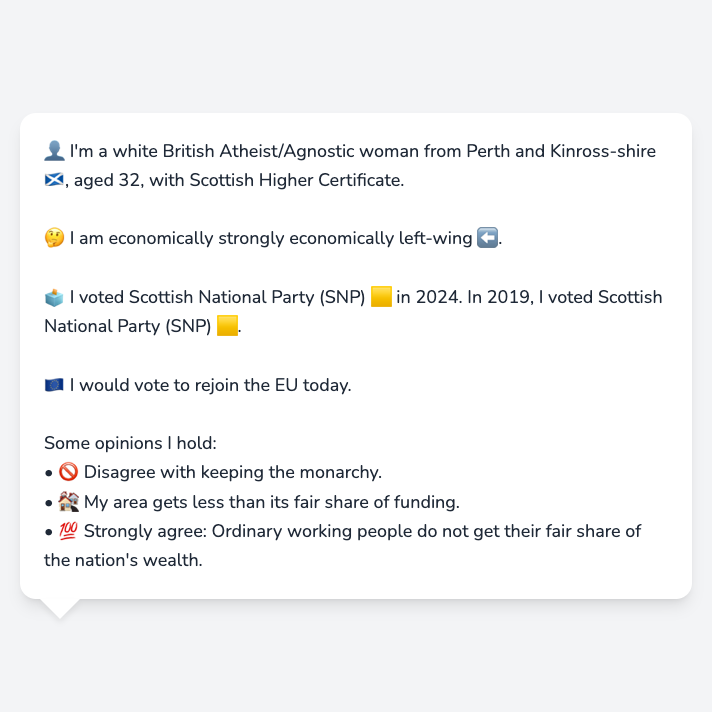 👤 I'm a white British Atheist/Agnostic woman from Perth and Kinross-shire
🏴󠁧󠁢󠁳󠁣󠁴󠁿, aged 32, with Scottish Higher Certificate.
🤔 I am economically strongly economically left-wing ⬅️.
🗳️ I voted Scottish National Party (SNP) 🟨 in 2024. In 2019, I voted Scottish
National Party (SNP) 🟨.
🇪🇺 I would vote to rejoin the EU today.
Some opinions I hold:
• 🚫 Disagree with keeping the monarchy.
• 🏘️ My area gets less than its fair share of funding.
• 💯 Strongly agree: Ordinary working people do not get their fair share of
the nation's wealth.